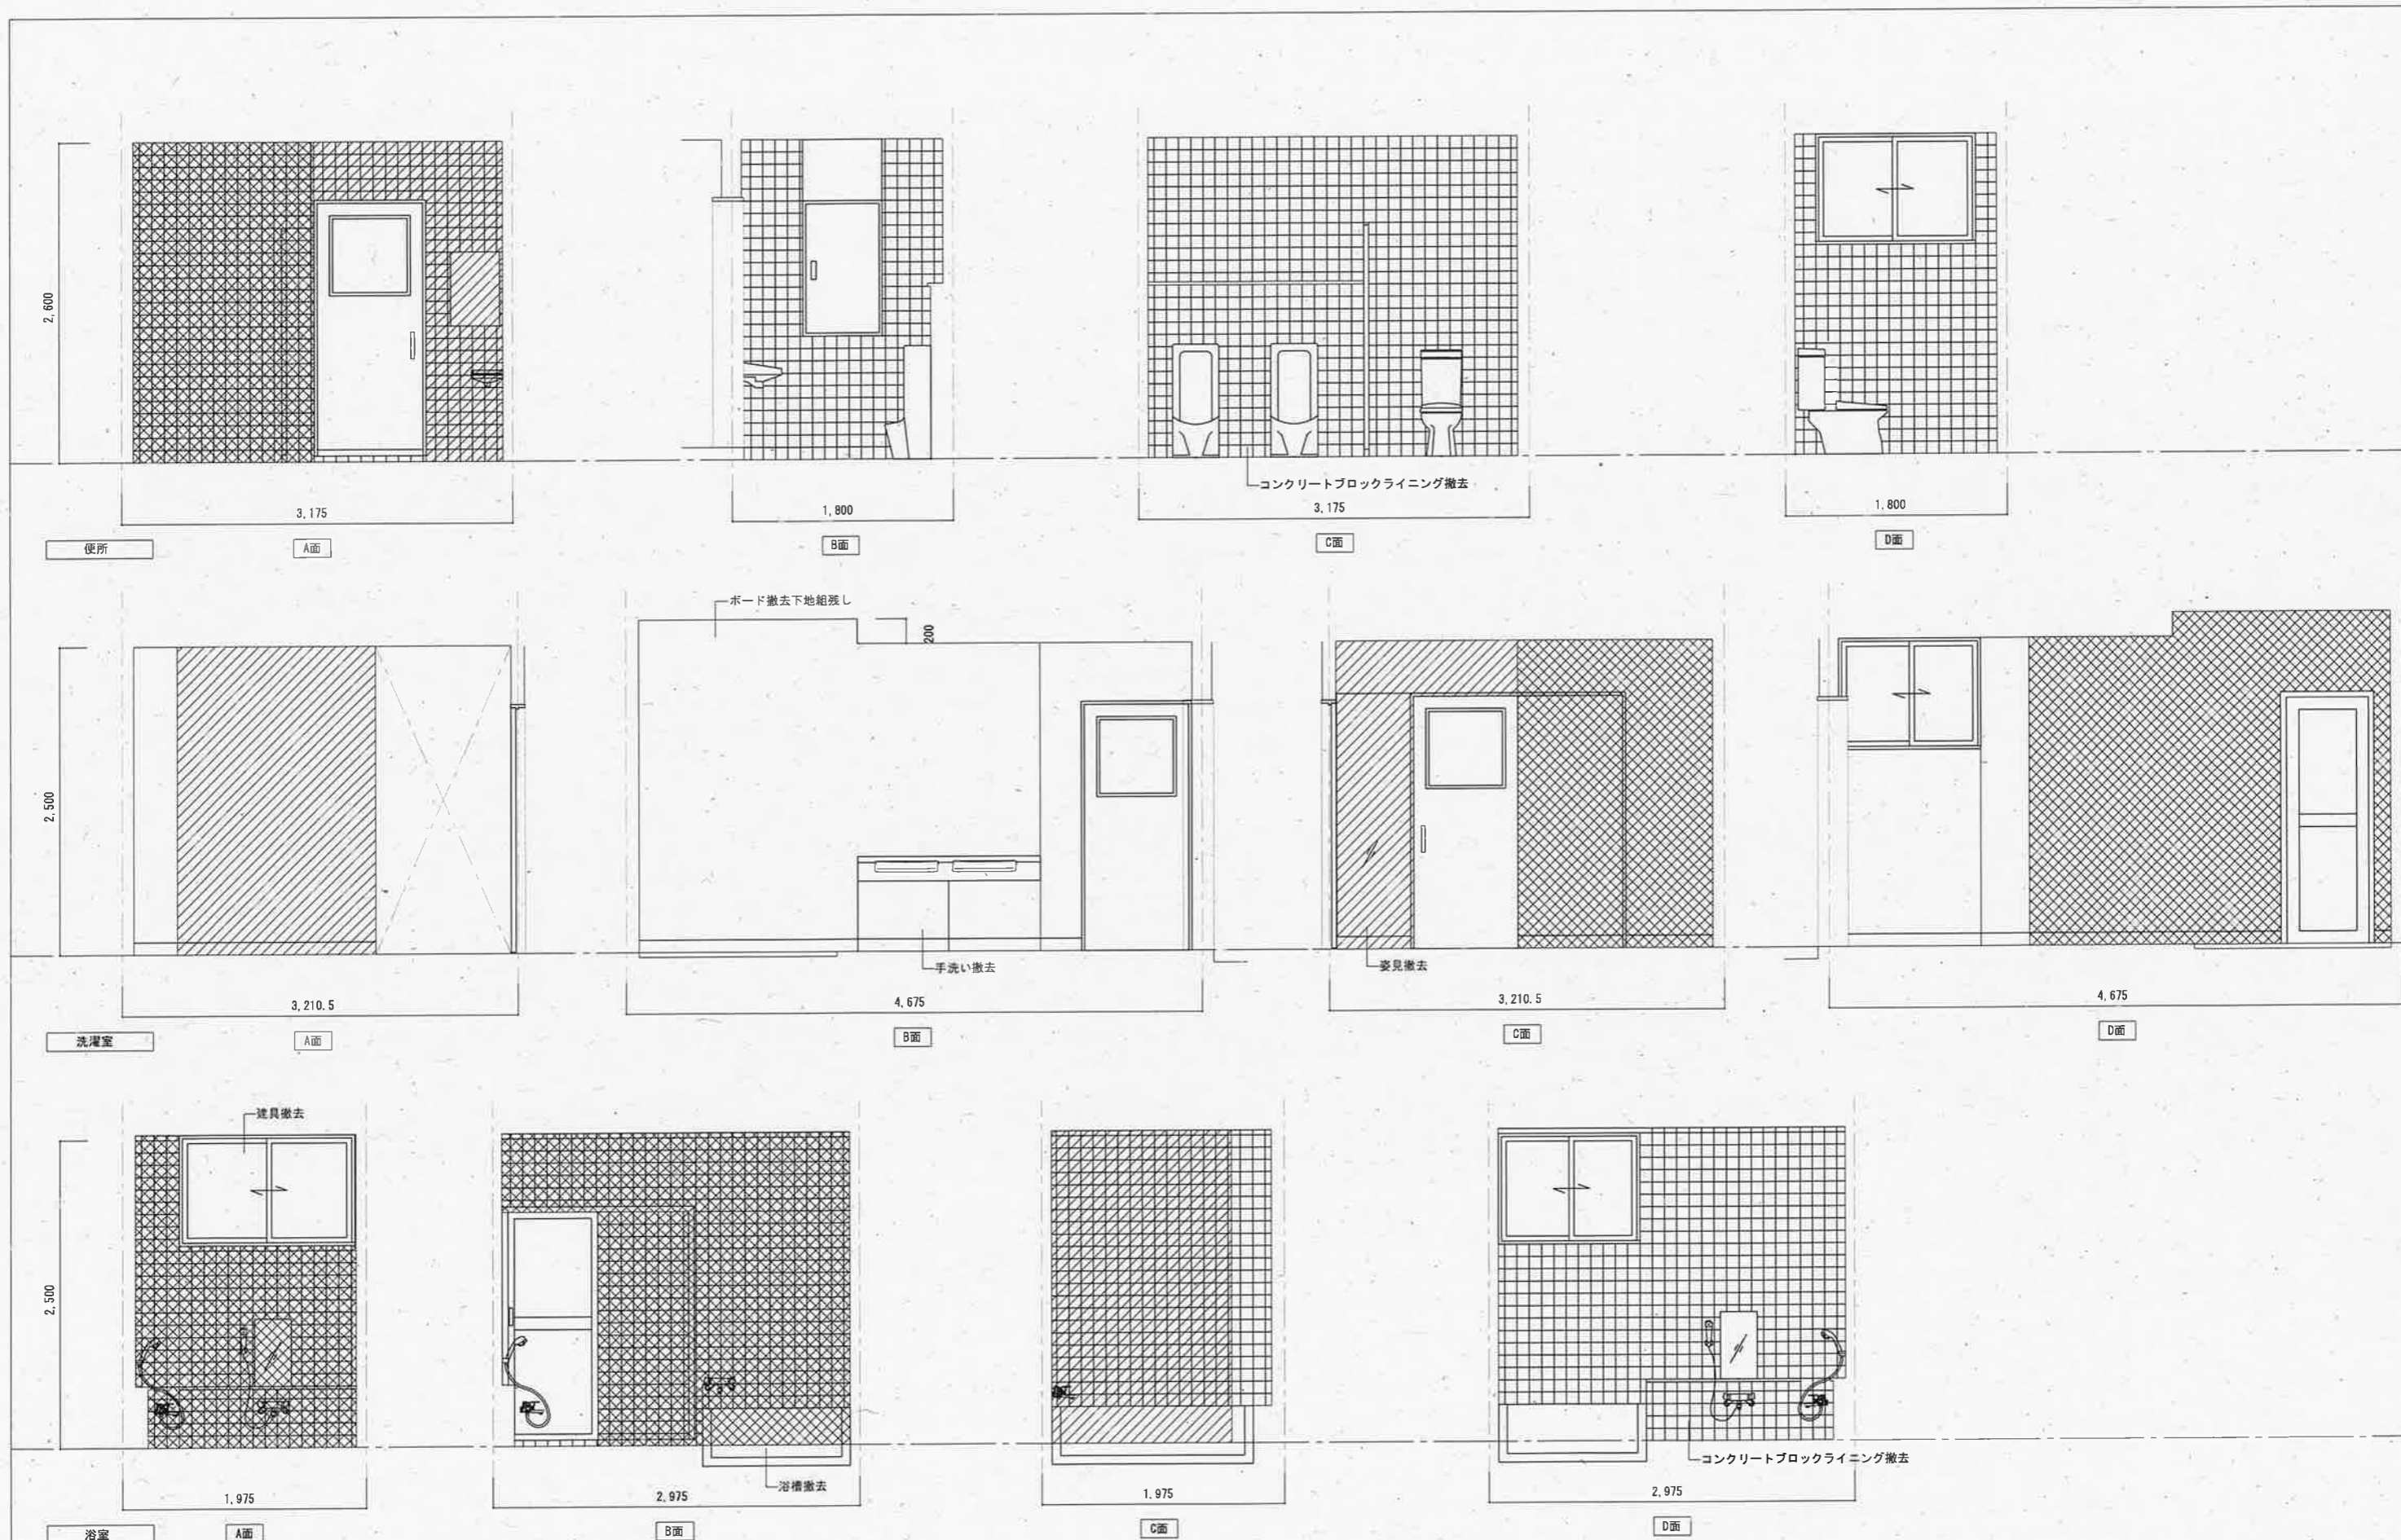 2,600
コンクリートブロックライニング撤去
3,175
1,800
3,175
1,800
便所
A面
B面
C面
D面
ボード撤去下地組残し
200
2,500
手洗い撤去
姿見撤去
3,210.5
4,675
3,210.5
4,675
洗濯室
A面
B面
C面
D面
建具撤去
2,500
浴槽撤去
コンクリートブロックライニング撤去
1,975
2,975
1,975
2,975
浴室
A面
B面
C面
D面